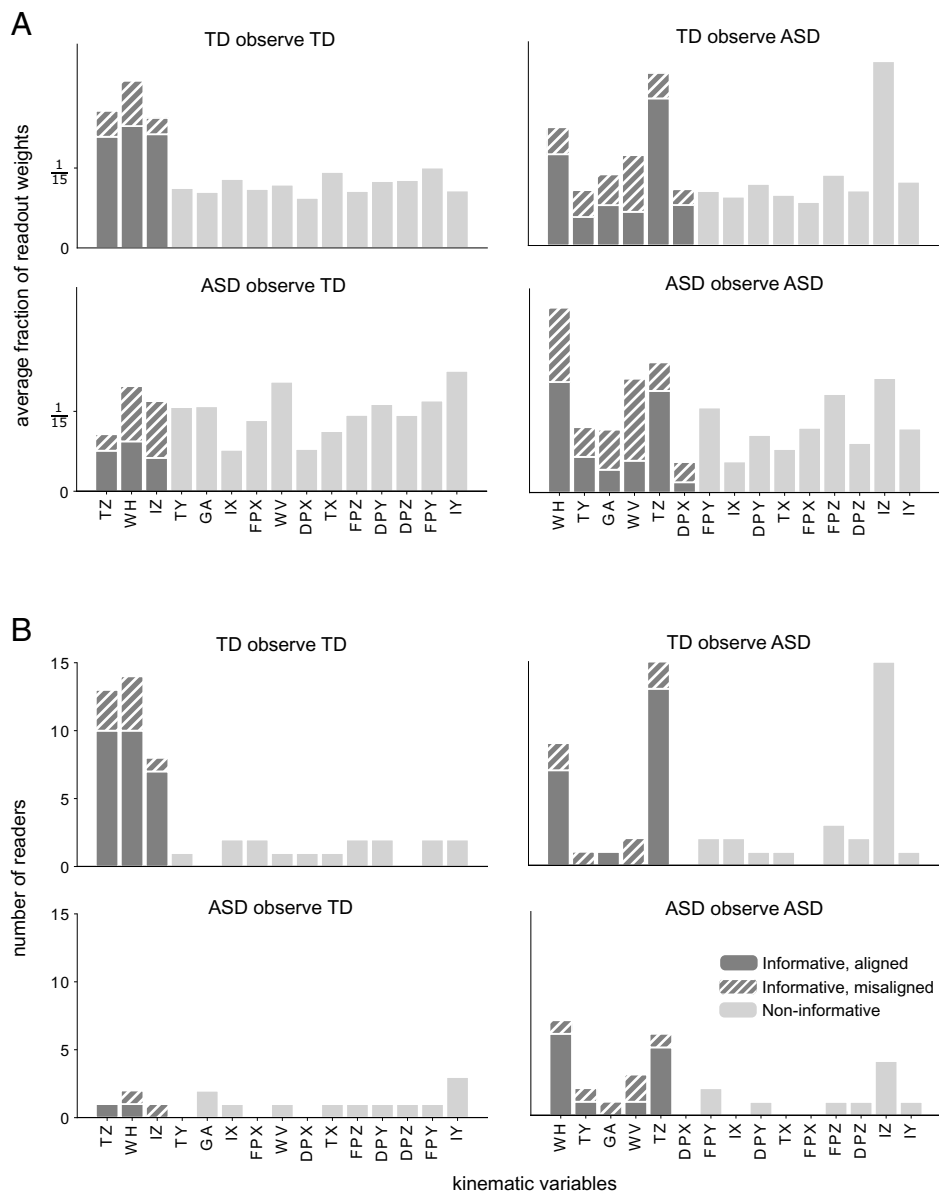 A
TD observe TD
TD observe ASD
average fraction of readout weights
1
15
0
ASD observe TD
ASD observe ASD
1
15
0
TZ WH IZ TY GA IX FPX WV DPX TX FPZ DPY DPZ FPY IY
WH TY GA WV TZ DPX FPY IX DPY TX FPX FPZ DPZ IZ IY
B
TD observe TD
TD observe ASD
number of readers
15
10
5
0
ASD observe TD
ASD observe ASD
15
10
5
0
Informative, aligned
Informative, misaligned
Non-informative
TZ WH IZ TY GA IX FPX WV DPX TX FPZ DPY DPZ FPY IY
WH TY GA WV TZ DPX FPY IX DPY TX FPX FPZ DPZ IZ IY
kinematic variables